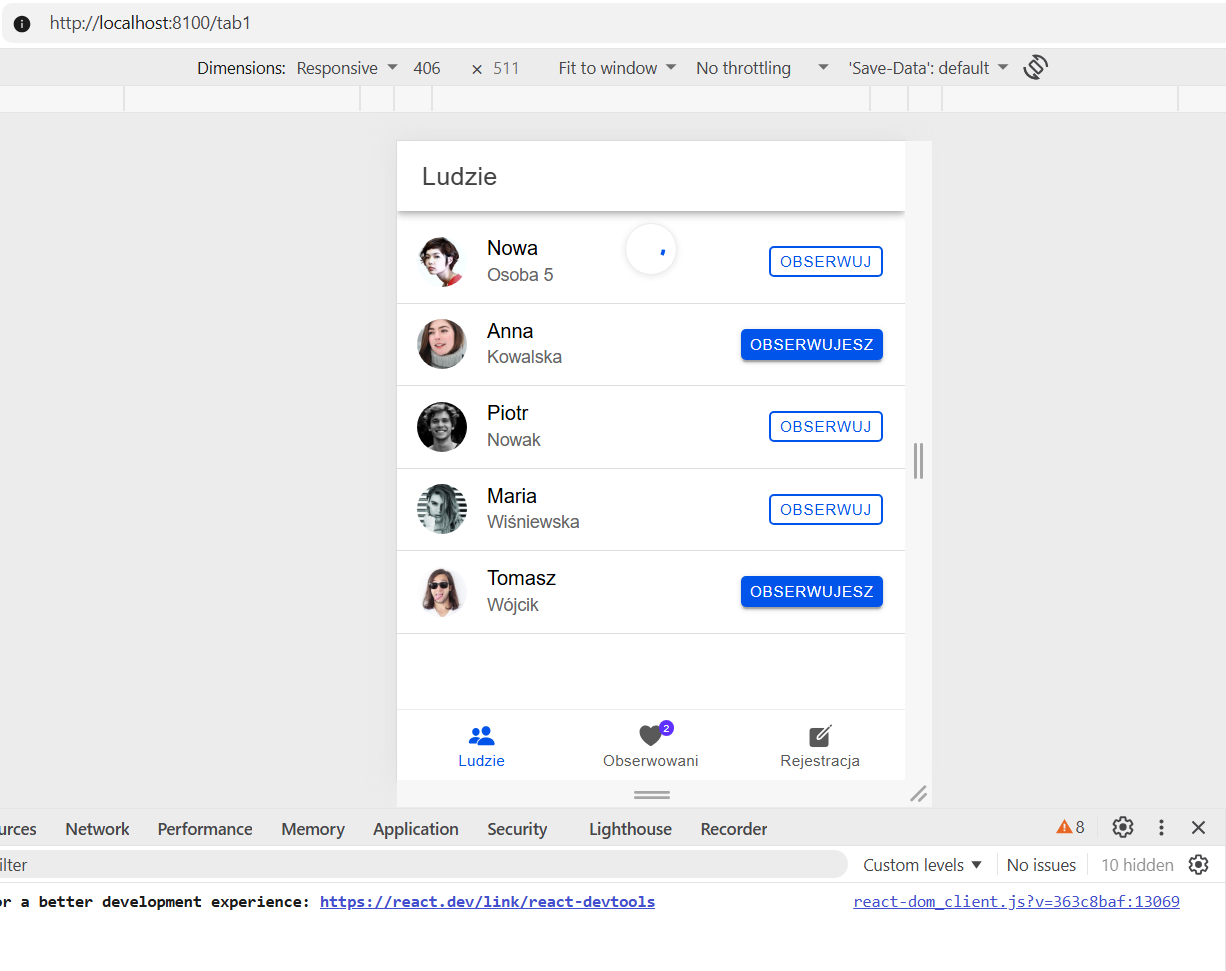 http://localhost:8100/tab1
Dimensions: Responsive 406 × 511 Fit to window No throttling 'Save-Data': default
Ludzie
Nowa
Osoba 5
OBSERWUJ
Anna
Kowalska
OBSERWUJESZ
Piotr
Nowak
OBSERWUJ
Maria
Wiśniewska
OBSERWUJ
Tomasz
Wójcik
OBSERWUJESZ
2
Ludzie Obserwowani Rejestracja
urces Network Performance Memory Application Security Lighthouse Recorder 8
ilter Custom levels No issues 10 hidden
or a better development experience: https://react.dev/link/react-devtools react-dom_client.js?v=363c8baf:13069